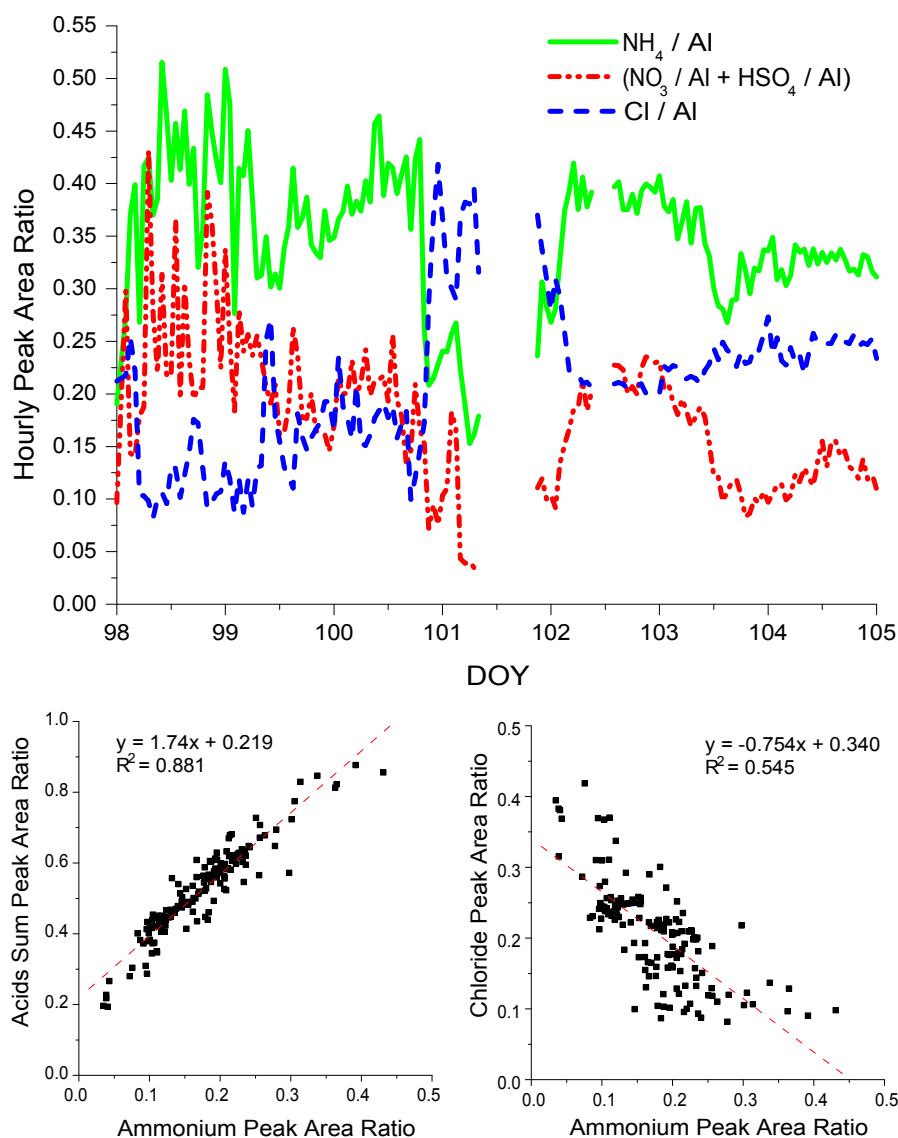 NH₄ / Al
(NO₃ / Al + HSO₄ / Al)
Cl / Al
Hourly Peak Area Ratio
0.55
0.50
0.45
0.40
0.35
0.30
0.25
0.20
0.15
0.10
0.05
0.00
98 99 100 101 102 103 104 105
DOY
y = 1.74x + 0.219
R² = 0.881
Acids Sum Peak Area Ratio
1.0
0.8
0.6
0.4
0.2
0.0
0.0 0.1 0.2 0.3 0.4 0.5
Ammonium Peak Area Ratio
y = -0.754x + 0.340
R² = 0.545
Chloride Peak Area Ratio
0.5
0.4
0.3
0.2
0.1
0.0
0.0 0.1 0.2 0.3 0.4 0.5
Ammonium Peak Area Ratio